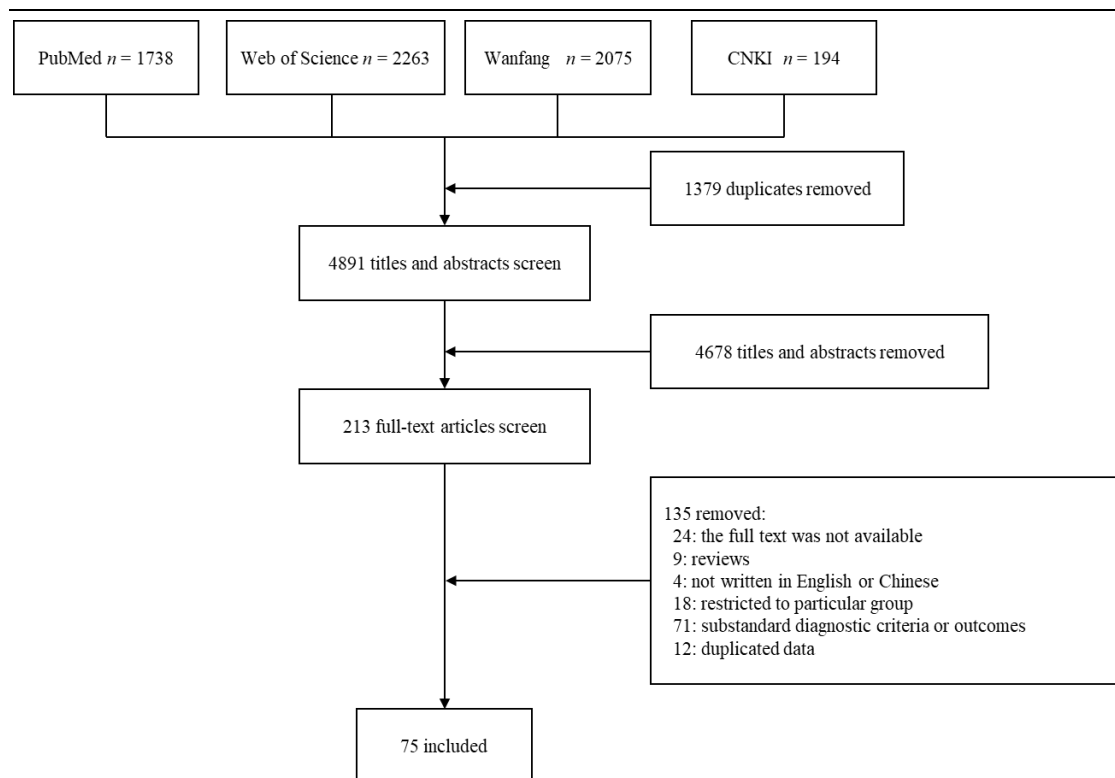 PubMed n = 1738
Web of Science n = 2263
Wanfang n = 2075
CNKI n = 194
1379 duplicates removed
4891 titles and abstracts screen
4678 titles and abstracts removed
213 full-text articles screen
135 removed:
24: the full text was not available
9: reviews
4: not written in English or Chinese
18: restricted to particular group
71: substandard diagnostic criteria or outcomes
12: duplicated data
75 included